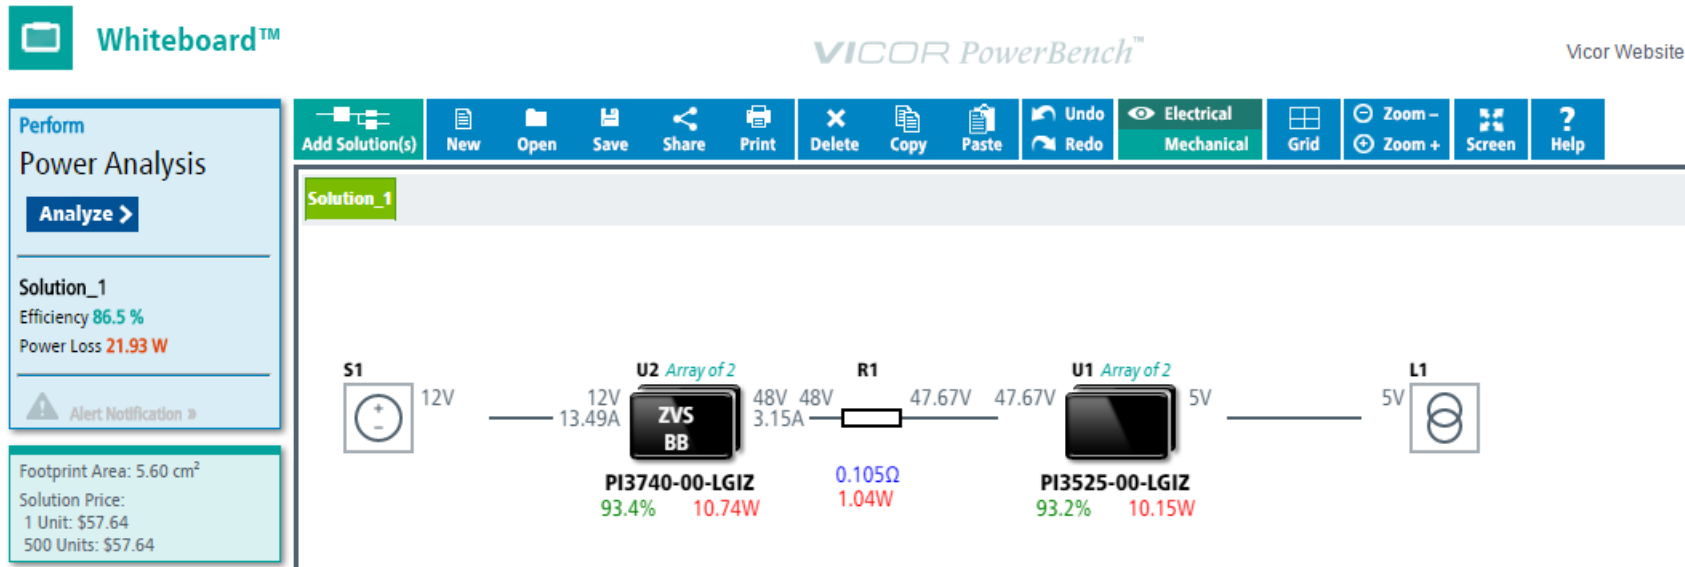 Whiteboard™
VICOR PowerBench™
Vicor Website
Perform
Power Analysis
Analyze >
Solution_1
Efficiency 86.5 %
Power Loss 21.93 W
Alert Notification »
Footprint Area: 5.60 cm²
Solution Price:
1 Unit: $57.64
500 Units: $57.64
Add Solution(s)
New
Open
Save
Share
Print
Delete
Copy
Paste
Undo
Redo
Electrical
Mechanical
Grid
Zoom –
Zoom +
Screen
? Help
Solution_1
S1
12V
U2 Array of 2
12V
13.49A
ZVS
BB
48V
3.15A
PI3740-00-LGIZ
93.4% 10.74W
R1
48V
47.67V
0.105Ω
1.04W
U1 Array of 2
47.67V
5V
PI3525-00-LGIZ
93.2% 10.15W
L1
5V